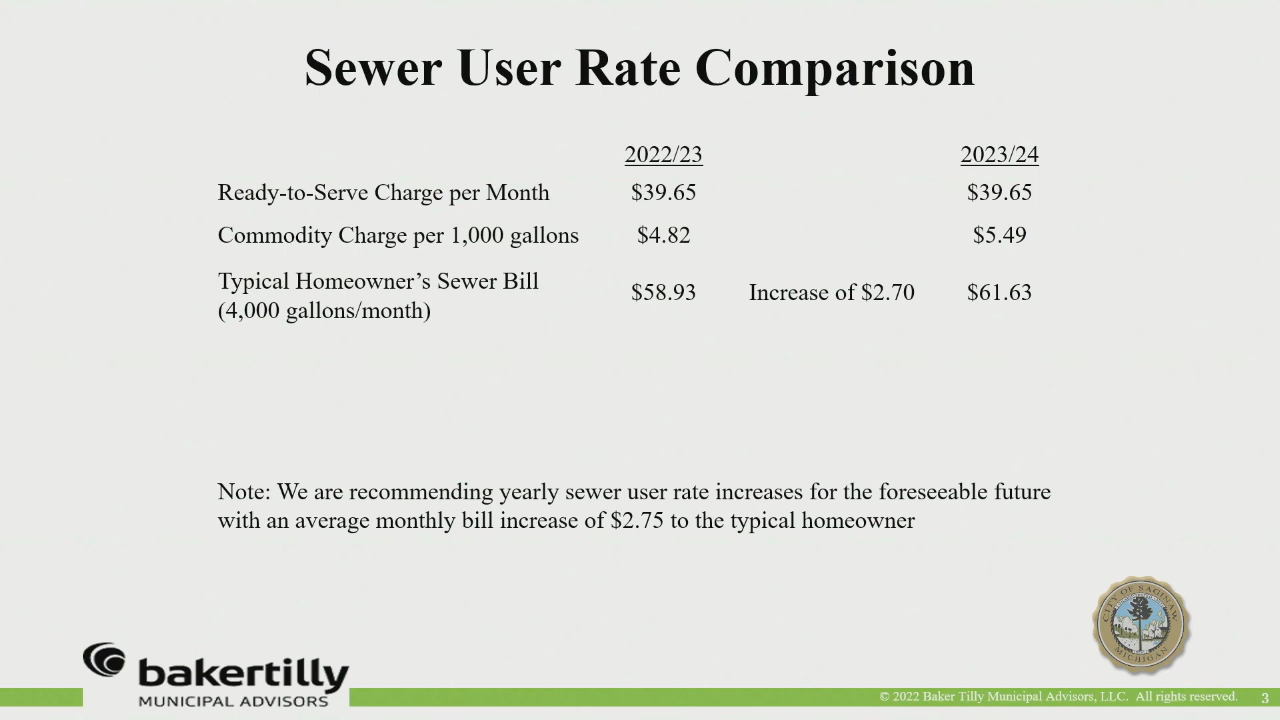 Sewer User Rate Comparison
2022/23 2023/24
Ready-to-Serve Charge per Month $39.65 $39.65
Commodity Charge per 1,000 gallons $4.82 $5.49
Typical Homeowner’s Sewer Bill
(4,000 gallons/month) $58.93 Increase of $2.70 $61.63
Note: We are recommending yearly sewer user rate increases for the foreseeable future
with an average monthly bill increase of $2.75 to the typical homeowner
CITY OF SAGINAW
MICHIGAN
bakertilly
MUNICIPAL ADVISORS
© 2022 Baker Tilly Municipal Advisors, LLC. All rights reserved. 3